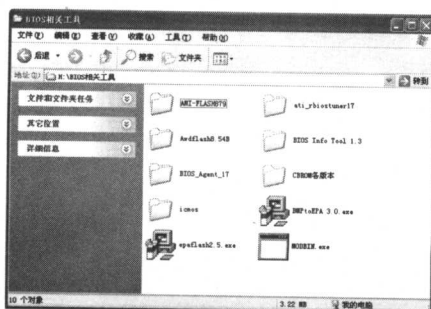 BIOS相关工具
文件(F) 编辑(E) 查看(V) 收藏(A) 工具(T) 帮助(H)
后退 搜索 文件夹
地址(D) H:\BIOS相关工具 转到
文件和文件夹任务
其它位置
详细信息
AMI-FLASH879 ati_rbioxtuner17
Awdflash8.54B BIOS Info Tool 1.3
BIOS_Agent_17 CBROM各版本
icmos BMPtoEPA 3.0.exe
epaflash2.5.exe MODBIN.exe
10 个对象 3.22 MB 我的电脑